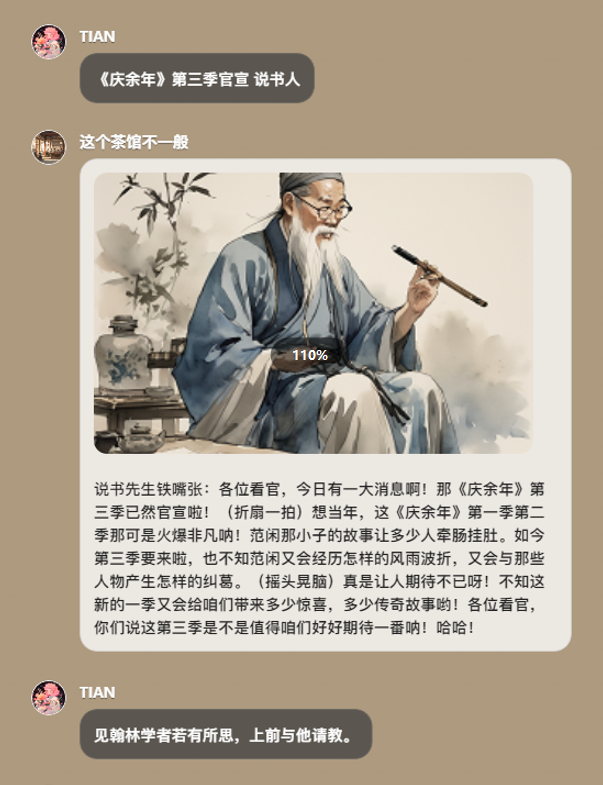 TIAN
《庆余年》第三季官宣 说书人
这个茶馆不一般
110%
说书先生铁嘴张：各位看官，今日有一大消息啊！那《庆余年》第
三季已然官宣啦！（折扇一拍）想当年，这《庆余年》第一季第二
季那可是火爆非凡呐！范闲那小子的故事让多少人牵肠挂肚。如今
第三季要来啦，也不知范闲又会经历怎样的风雨波折，又会与那些
人物产生怎样的纠葛。（摇头晃脑）真是让人期待不已呀！不知这
新的一季又会给咱们带来多少惊喜，多少传奇故事哟！各位看官，
你们说这第三季是不是值得咱们好好期待一番呐！哈哈！
TIAN
见翰林学者若有所思，上前与他请教。